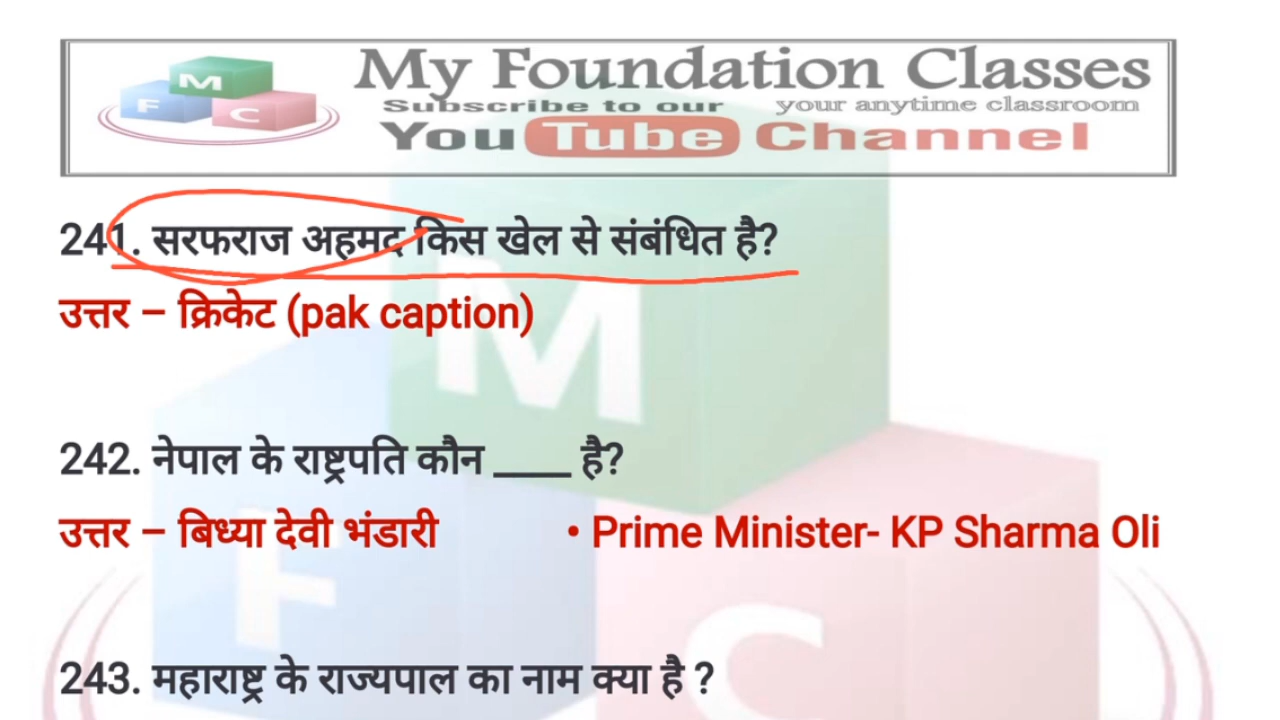 M
F
C
My Foundation Classes
Subscribe to our your anytime classroom
You Tube Channel
241. सरफराज अहमद किस खेल से संबंधित है?
उत्तर – क्रिकेट (pak caption)
242. नेपाल के राष्ट्रपति कौन ____ है?
उत्तर – बिध्या देवी भंडारी • Prime Minister- KP Sharma Oli
243. महाराष्ट्र के राज्यपाल का नाम क्या है ?
M
F
C